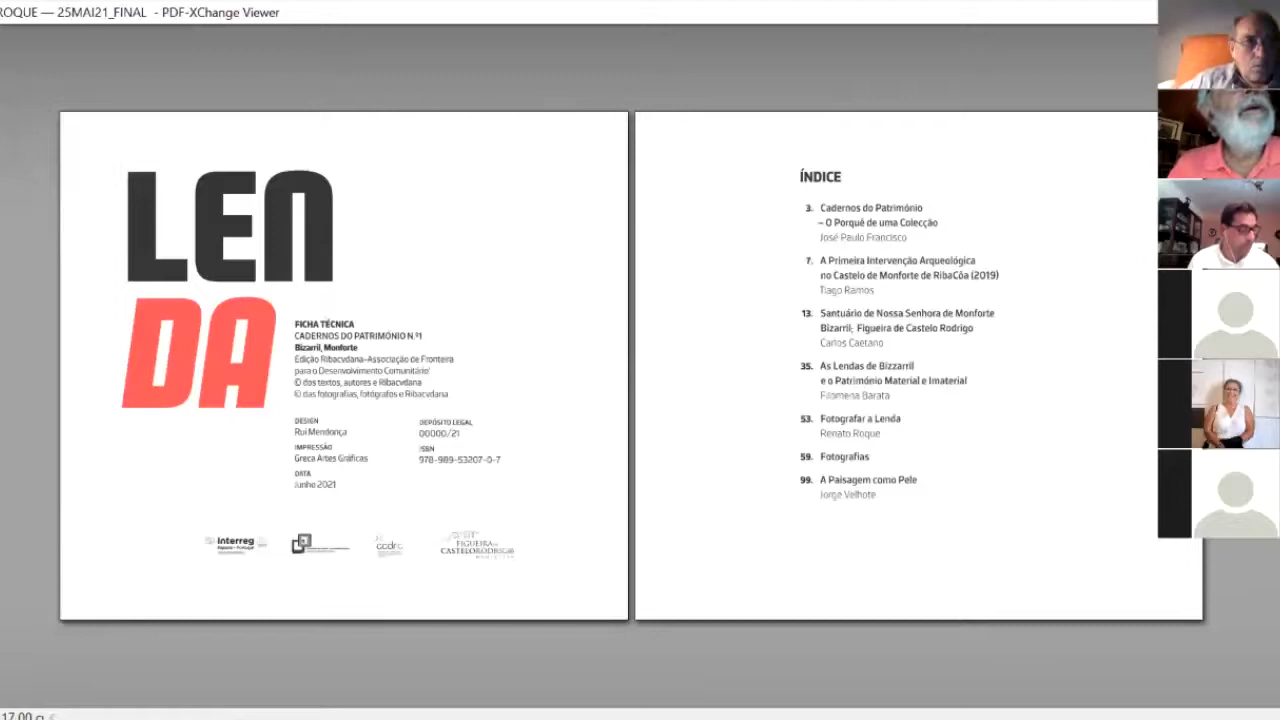 ROQUE — 25MAI21_FINAL - PDF-XChange Viewer
LEN
DA
FICHA TÉCNICA
CADERNOS DO PATRIMÓNIO N.º1
Bizarril, Monforte
Edição Ribacvdana-Associação de Fronteira
para o Desenvolvimento Comunitário
© dos textos, autores e Ribacvdana
© das fotografias, fotógrafos e Ribacvdana
DESIGN
Rui Mendonça
IMPRESSÃO
Greca Artes Gráficas
DATA
Junho 2021
DEPÓSITO LEGAL
00000/21
ISBN
978-989-53207-0-7
Interreg
España - Portugal
ccdrc
FIGUEIRA DE
CASTELO RODRIGO
ÍNDICE
3. Cadernos do Património
– O Porquê de uma Colecção
José Paulo Francisco
7. A Primeira Intervenção Arqueológica
no Castelo de Monforte de RibaCôa (2019)
Tiago Ramos
13. Santuário de Nossa Senhora de Monforte
Bizarril; Figueira de Castelo Rodrigo
Carlos Caetano
35. As Lendas de Bizzarril
e o Património Material e Imaterial
Filomena Barata
53. Fotografar a Lenda
Renato Roque
59. Fotografias
99. A Paisagem como Pele
Jorge Velhote
17,00